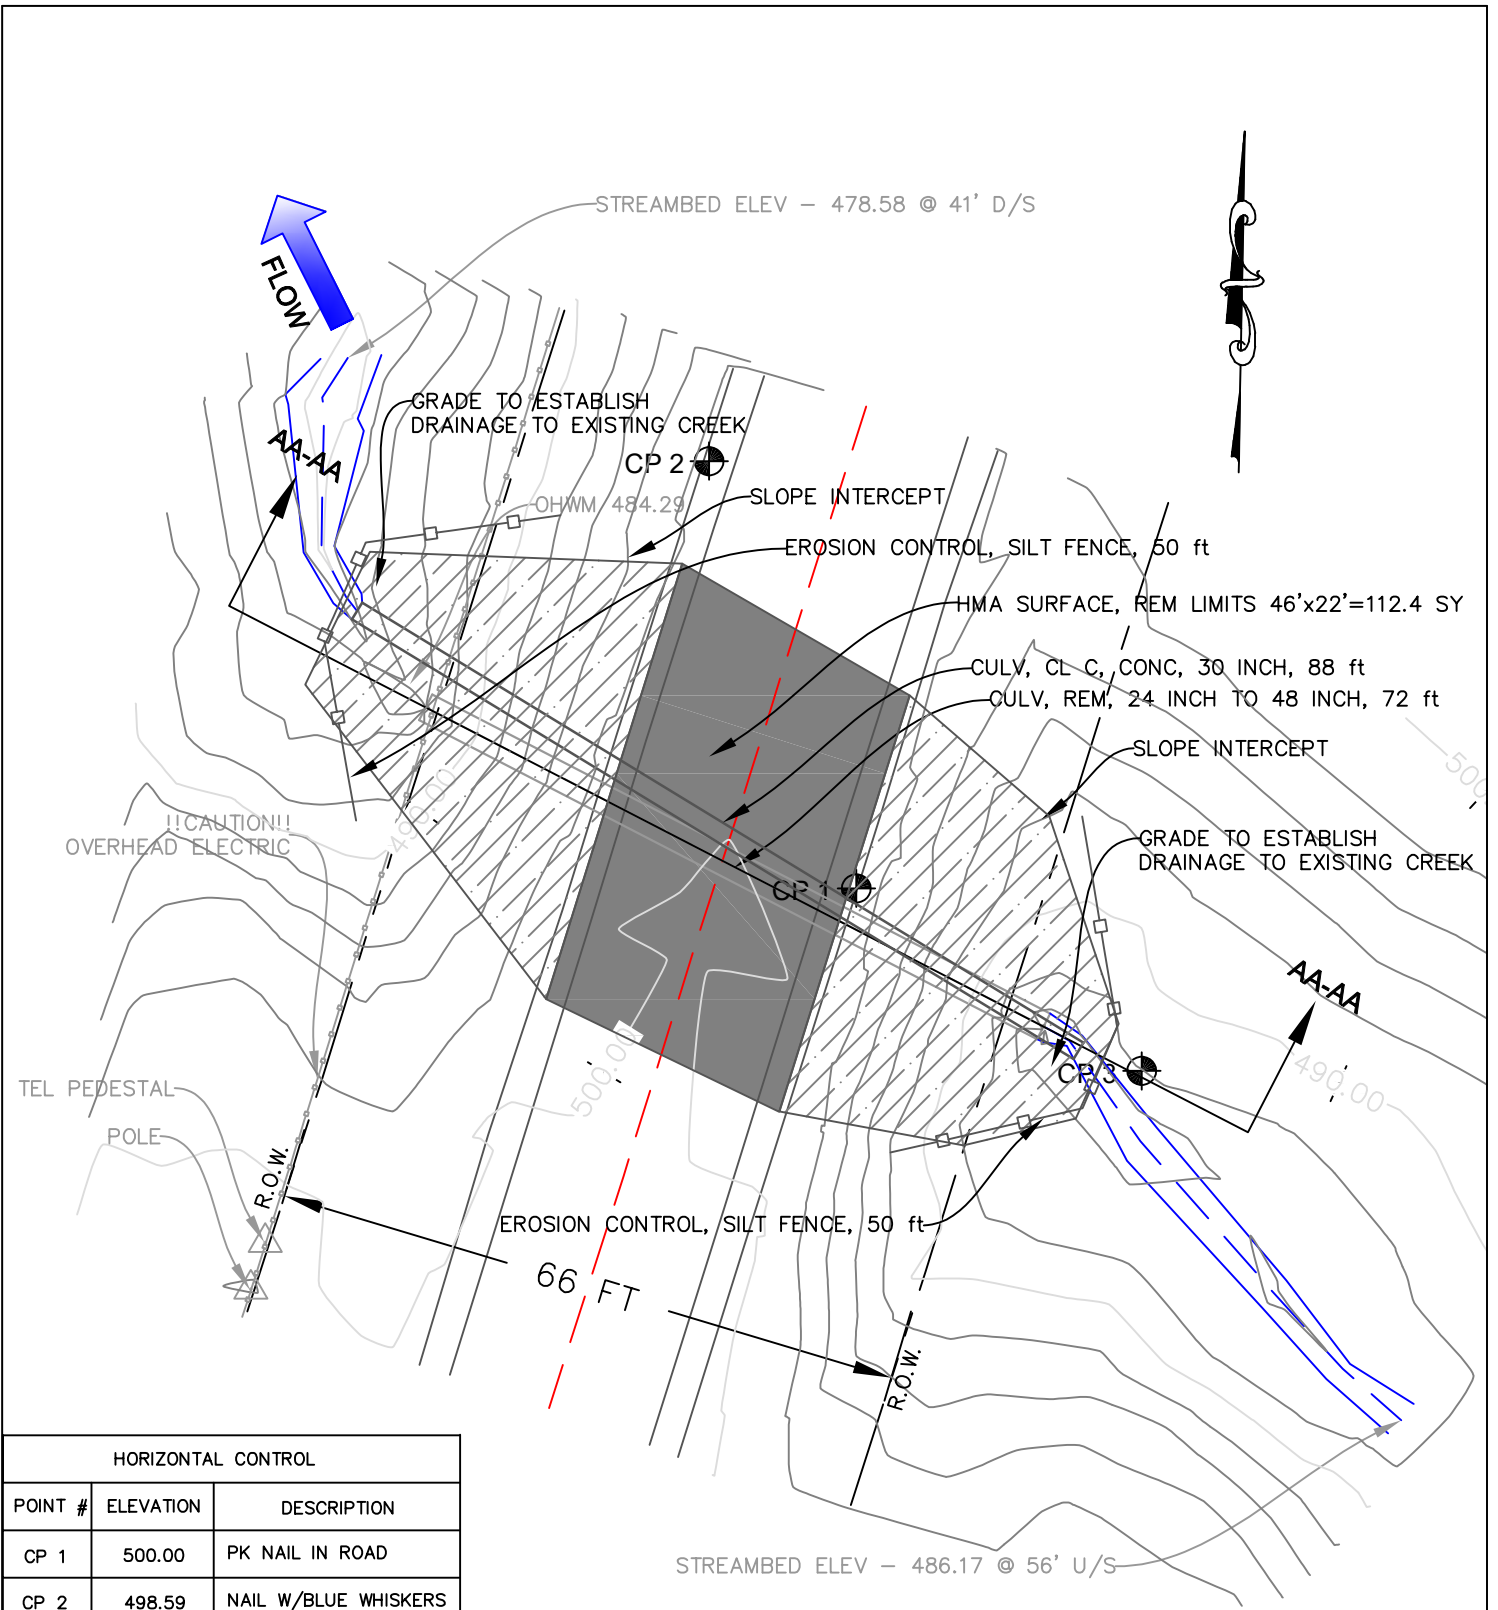 STREAMBED ELEV - 478.58 @ 41' D/S
FLOW
GRADE TO ESTABLISH
DRAINAGE TO EXISTING CREEK
AA-AA
CP 2
SLOPE INTERCEPT
OHWM 484.29
EROSION CONTROL, SILT FENCE, 50 ft
HMA SURFACE, REM LIMITS 46'x22'=112.4 SY
CULV, CL C, CONC, 30 INCH, 88 ft
CULV, REM, 24 INCH TO 48 INCH, 72 ft
SLOPE INTERCEPT
500
490.00
!!CAUTION!!
OVERHEAD ELECTRIC
GRADE TO ESTABLISH
DRAINAGE TO EXISTING CREEK
CP 1
AA-AA
CP 3
490.00
500.00
TEL PEDESTAL
POLE
R.O.W.
EROSION CONTROL, SILT FENCE, 50 ft
66 FT
R.O.W.
STREAMBED ELEV - 486.17 @ 56' U/S
HORIZONTAL CONTROL
POINT # ELEVATION DESCRIPTION
CP 1 500.00 PK NAIL IN ROAD
CP 2 498.59 NAIL W/BLUE WHISKERS